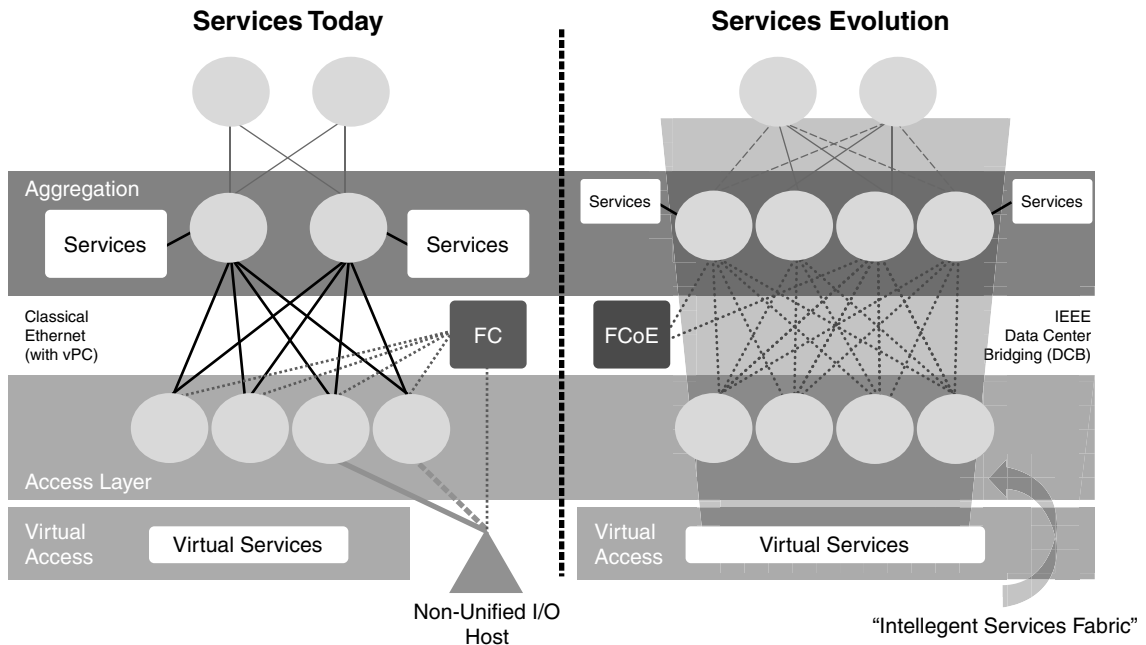 Services Today
Services Evolution
Aggregation
Services
Services
Services
Services
Classical
Ethernet
(with vPC)
FC
FCoE
IEEE
Data Center
Bridging (DCB)
Access Layer
Virtual
Access
Virtual Services
Virtual
Access
Virtual Services
Non-Unified I/O
Host
“Intellegent Services Fabric”